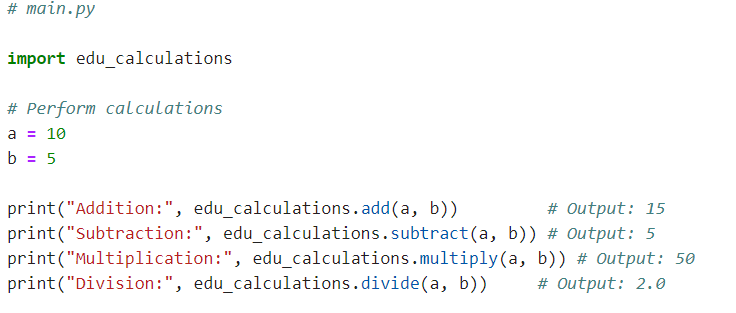 # main.py
import edu_calculations
# Perform calculations
a = 10
b = 5
print("Addition:", edu_calculations.add(a, b))         # Output: 15
print("Subtraction:", edu_calculations.subtract(a, b)) # Output: 5
print("Multiplication:", edu_calculations.multiply(a, b)) # Output: 50
print("Division:", edu_calculations.divide(a, b))     # Output: 2.0